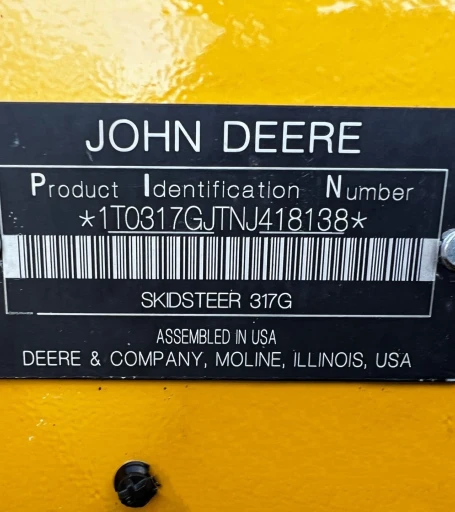 JOHN DEERE
Product Identification Number
*1T0317GJTNJ418138*
SKIDSTEER 317G
ASSEMBLED IN USA
DEERE & COMPANY, MOLINE, ILLINOIS, USA